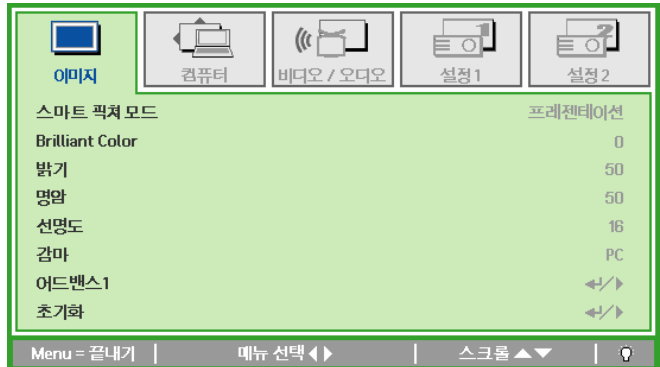 이미지 컴퓨터 비디오 / 오디오 설정1 설정2
스마트 픽쳐 모드 프레젠테이션
Brilliant Color 0
밝기 50
명암 50
선명도 16
감마 PC
어드밴스1
초기화
Menu = 끝내기 메뉴 선택 스크롤